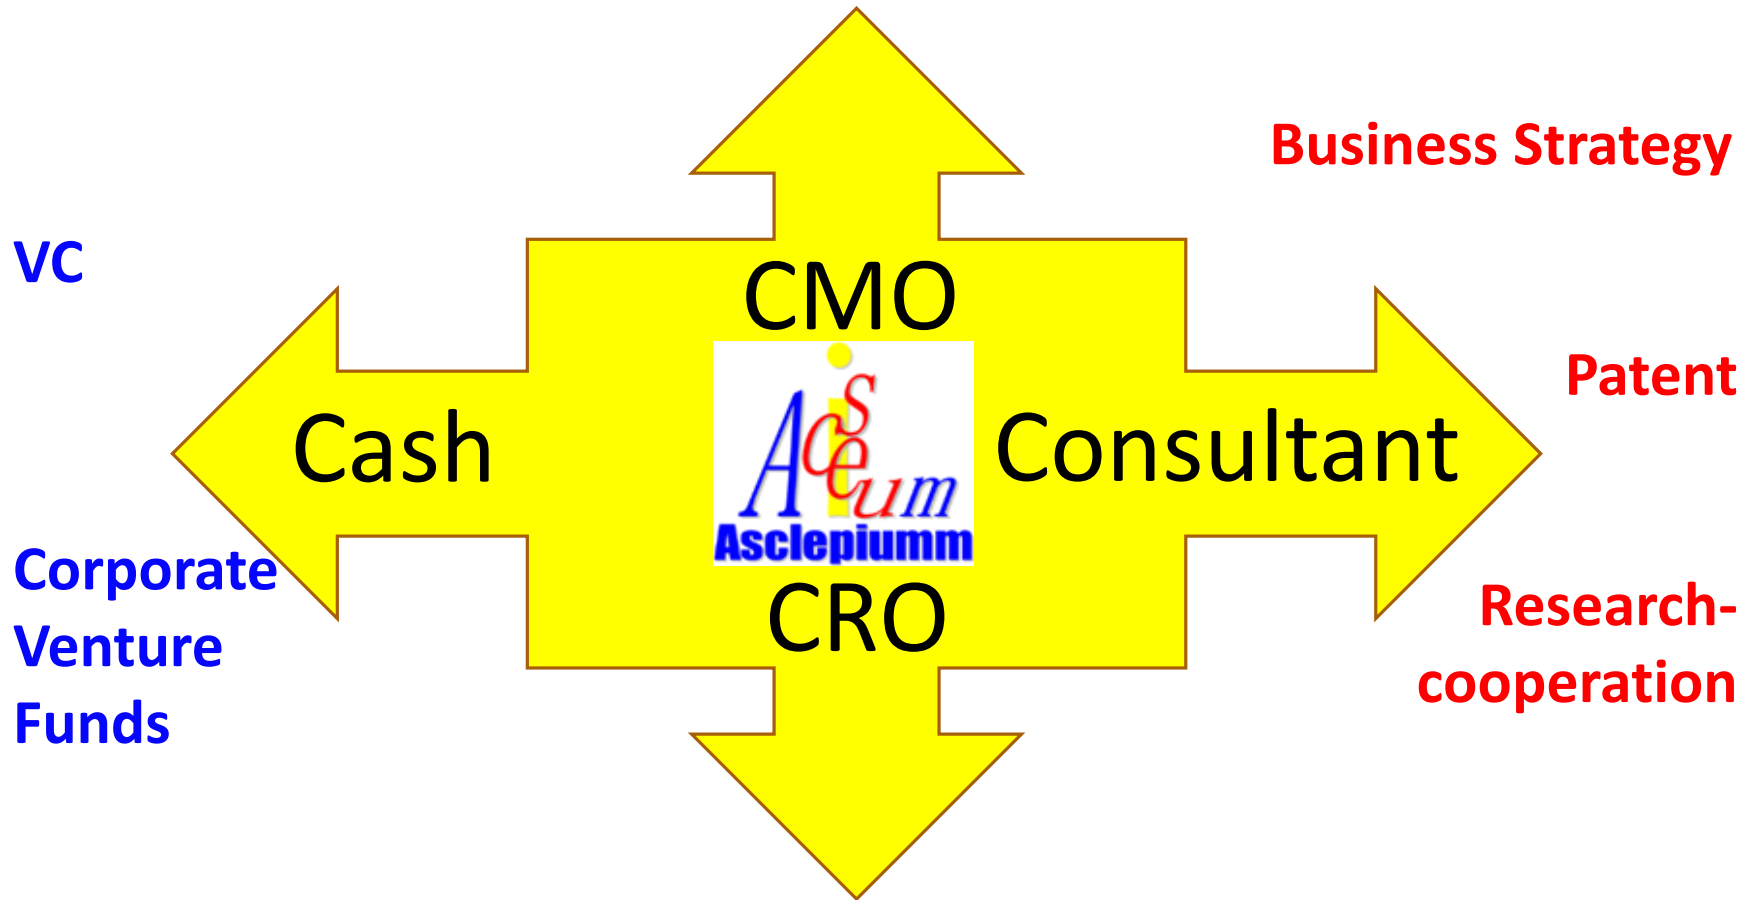 Business Strategy
VC
CMO
Patent
Cash
Consultant
Asclepiumm
Corporate
Venture
Funds
CRO
Research-
cooperation